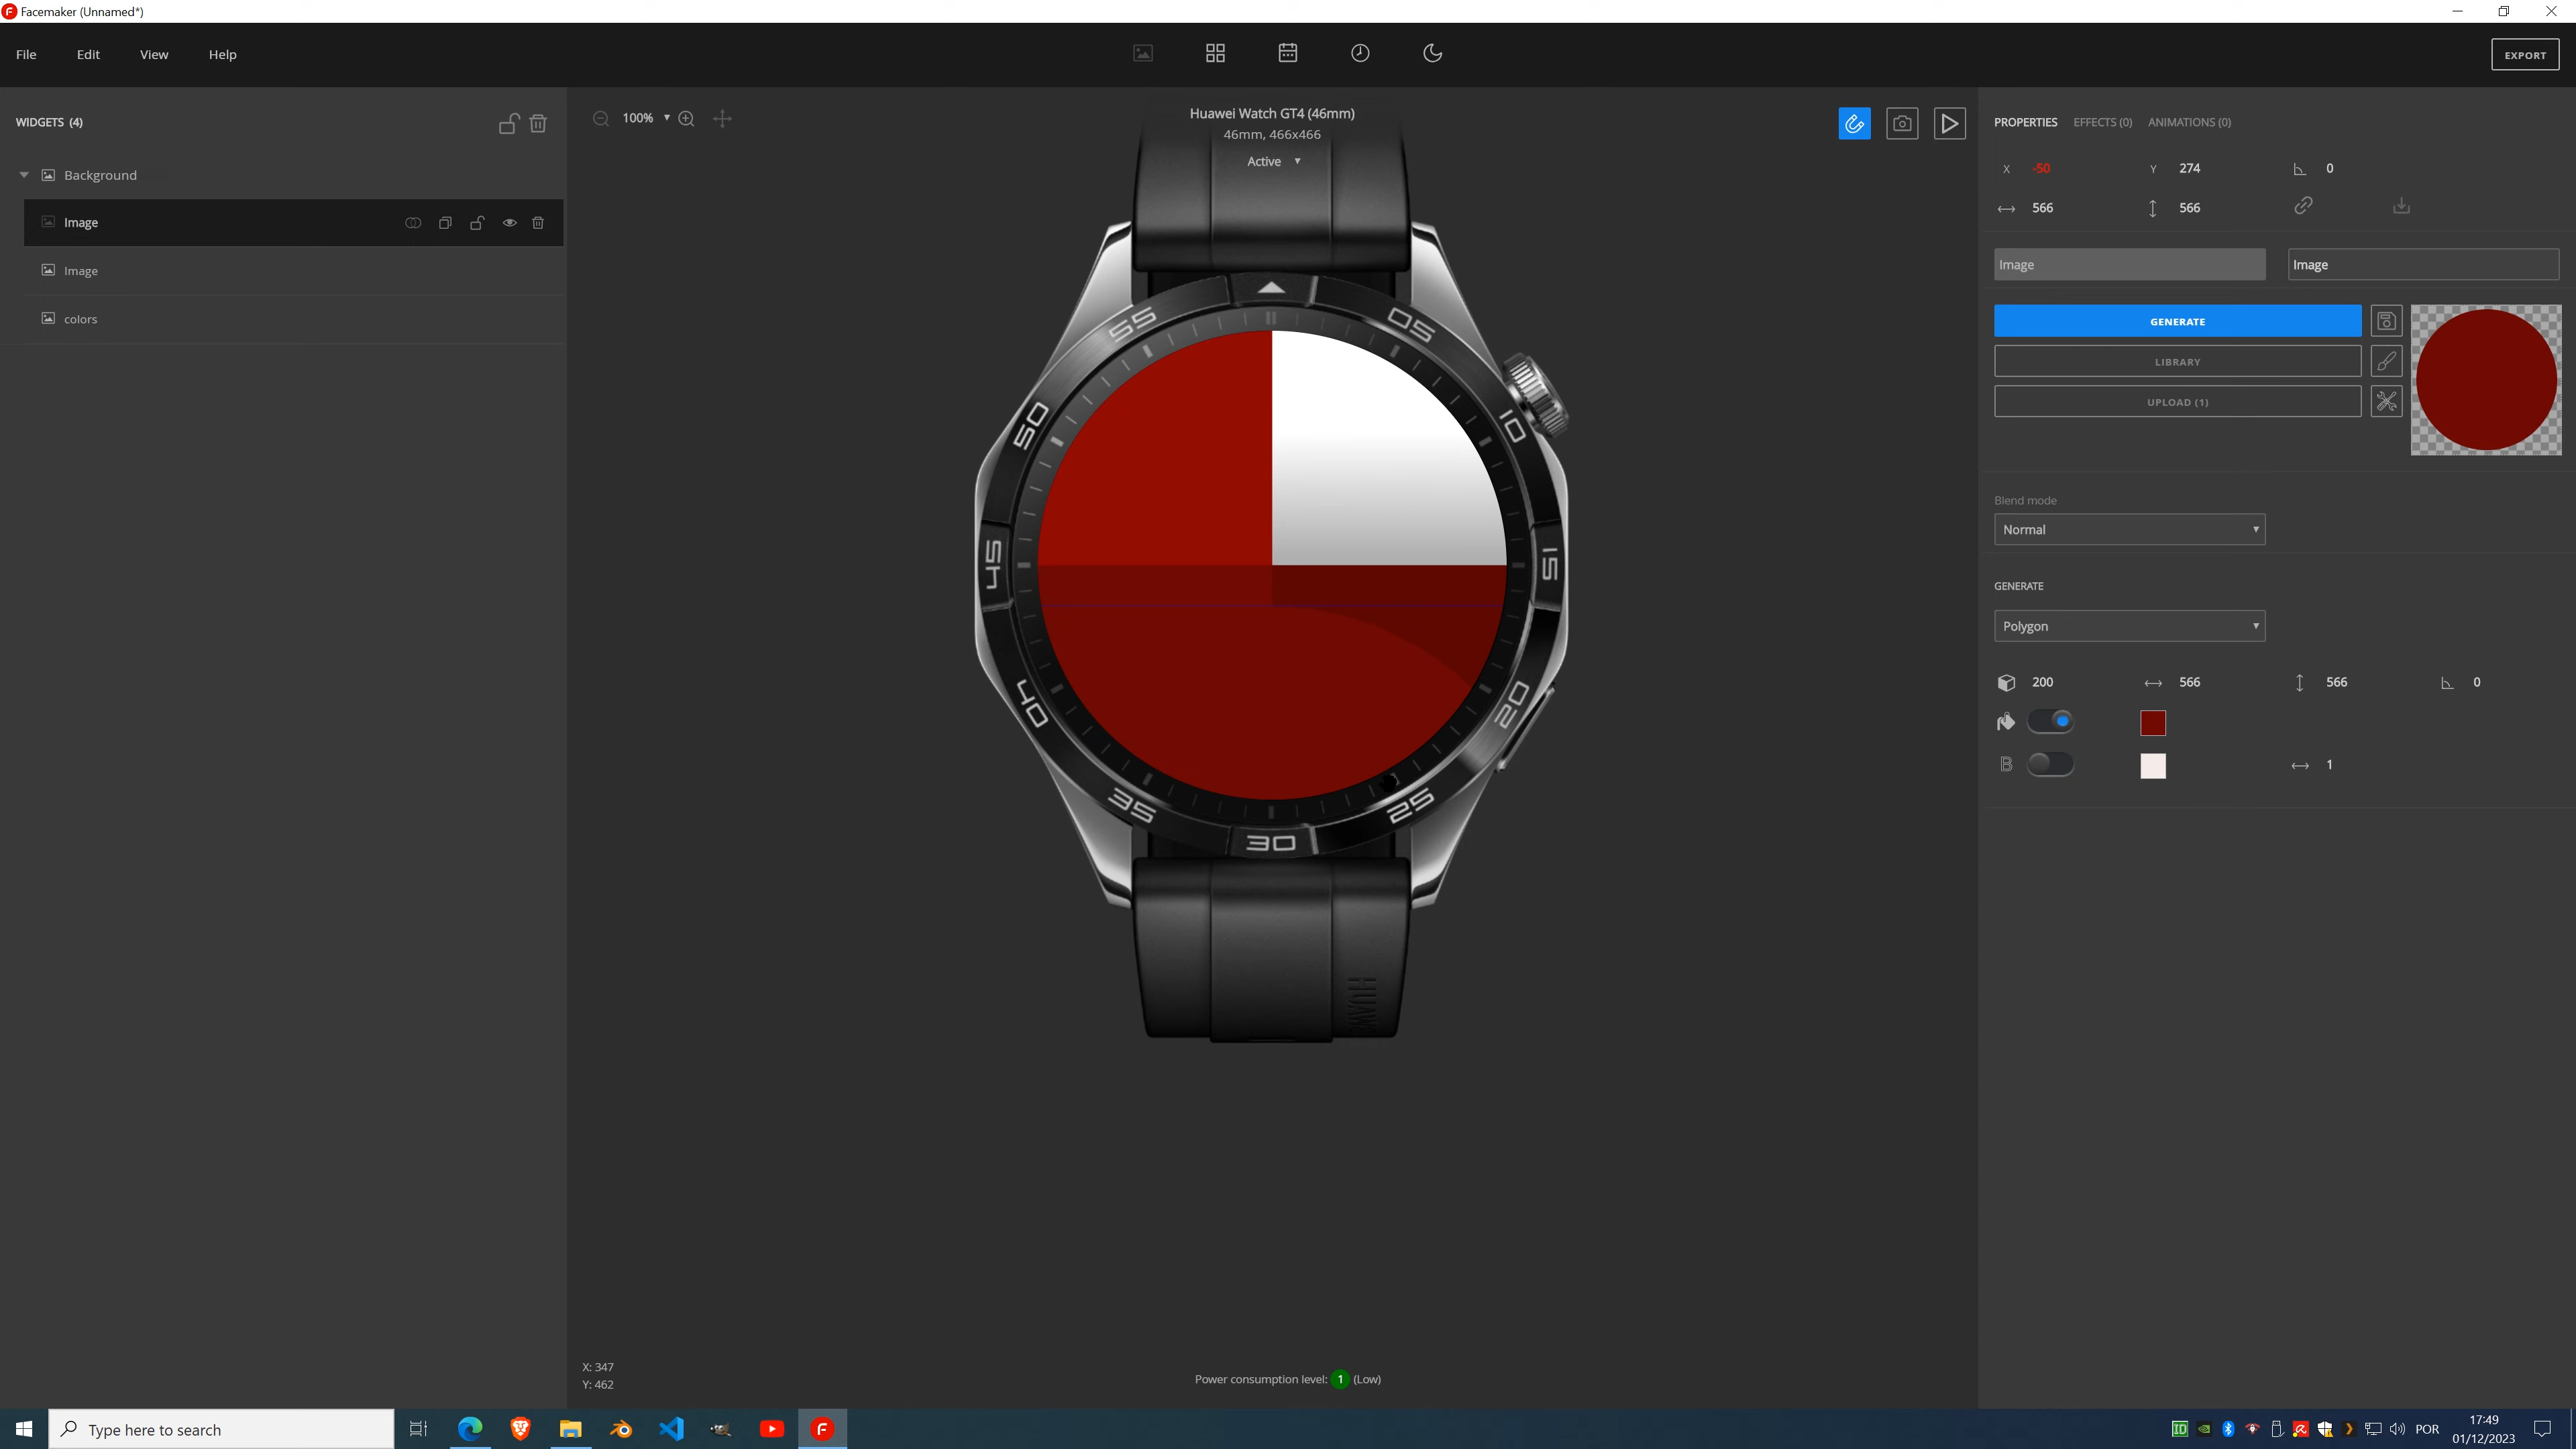 Facemaker (Unnamed*)
File Edit View Help
EXPORT
WIDGETS (4)
Background
Image
Image
colors
100%
Huawei Watch GT4 (46mm)
46mm, 466x466
Active
55 05
50 10
45 15
40 20
35 25
30
HUAW
X: 347
Y: 462
Power consumption level: 1 (Low)
PROPERTIES EFFECTS (0) ANIMATIONS (0)
X -50 Y 274 0
566 566
Image Image
GENERATE
LIBRARY
UPLOAD (1)
Blend mode
Normal
GENERATE
Polygon
200 566 566 0
B 1
Type here to search
ID
POR
17:49
01/12/2023